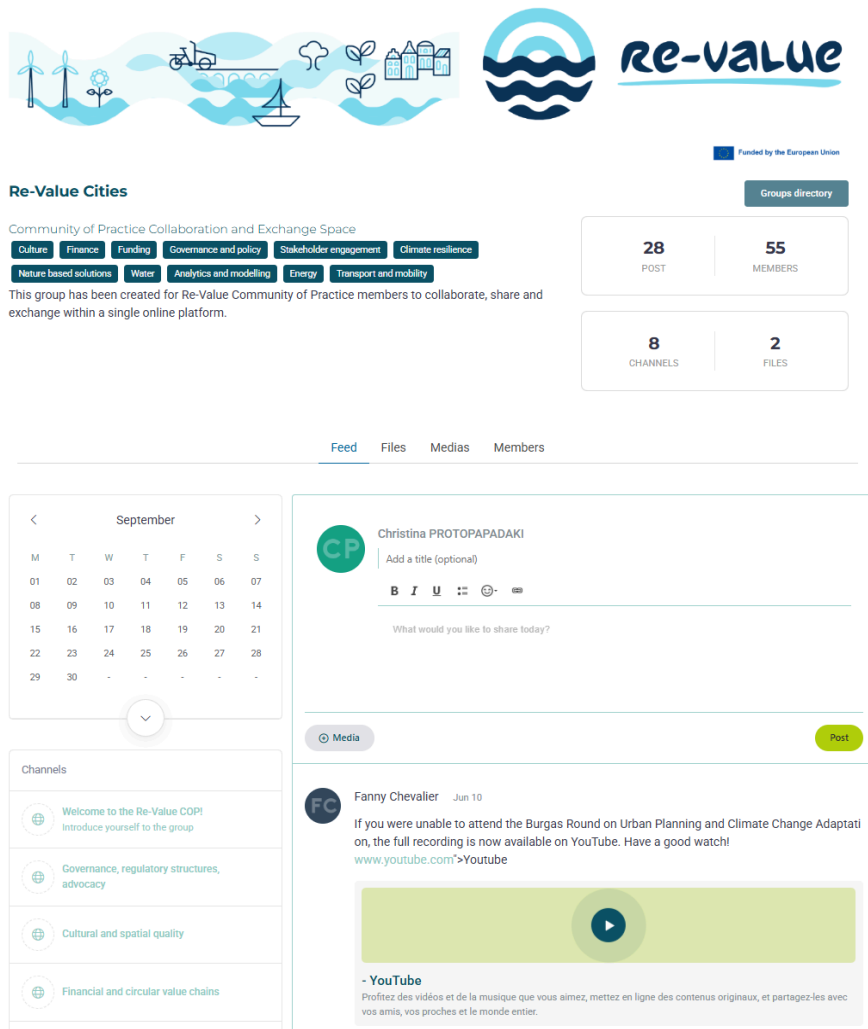 Re-Value
Funded by the European Union
Re-Value Cities
Groups directory
Community of Practice Collaboration and Exchange Space
Culture Finance Funding Governance and policy Stakeholder engagement Climate resilience
Nature based solutions Water Analytics and modelling Energy Transport and mobility
This group has been created for Re-Value Community of Practice members to collaborate, share and
exchange within a single online platform.
28 55
POST MEMBERS
8 2
CHANNELS FILES
Feed Files Medias Members
September
M T W T F S S
01 02 03 04 05 06 07
08 09 10 11 12 13 14
15 16 17 18 19 20 21
22 23 24 25 26 27 28
29 30 - - - - -
Channels
Welcome to the Re-Value COP!
Introduce yourself to the group
Governance, regulatory structures,
advocacy
Cultural and spatial quality
Financial and circular value chains
CP
Christina PROTOPAPADAKI
Add a title (optional)
B I U
What would you like to share today?
Media Post
FC
Fanny Chevalier Jun 10
If you were unable to attend the Burgas Round on Urban Planning and Climate Change Adaptati
on, the full recording is now available on YouTube. Have a good watch!
www.youtube.com">Youtube
- YouTube
Profitez des vidéos et de la musique que vous aimez, mettez en ligne des contenus originaux, et partagez-les avec
vos amis, vos proches et le monde entier.